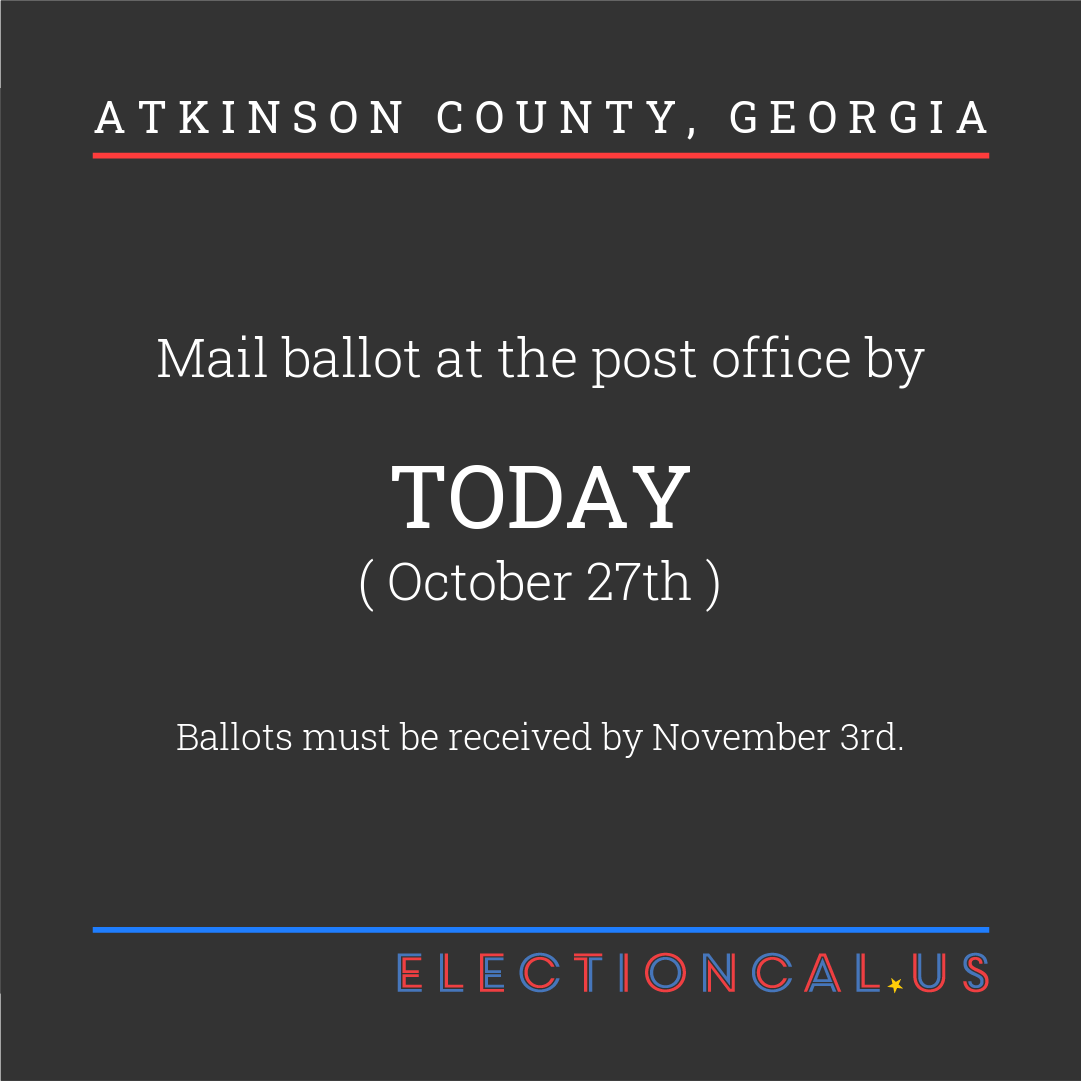 ATKINSON COUNTY, GEORGIA
Mail ballot at the post office by
TODAY
( October 27th )
Ballots must be received by November 3rd.
ELECTIONCAL.US